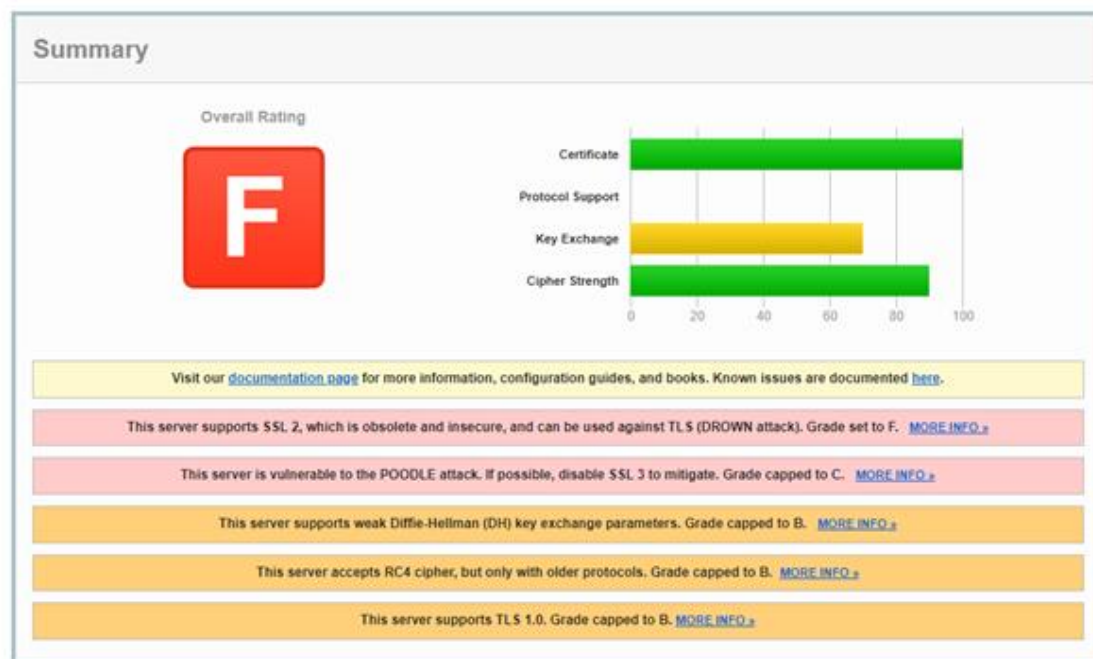 Summary
Overall Rating
F
Certificate
Protocol Support
Key Exchange
Cipher Strength
0 20 40 60 80 100
Visit our documentation page for more information, configuration guides, and books. Known issues are documented here.
This server supports SSL 2, which is obsolete and insecure, and can be used against TLS (DROWN attack). Grade set to F. MORE INFO »
This server is vulnerable to the POODLE attack. If possible, disable SSL 3 to mitigate. Grade capped to C. MORE INFO »
This server supports weak Diffie-Hellman (DH) key exchange parameters. Grade capped to B. MORE INFO »
This server accepts RC4 cipher, but only with older protocols. Grade capped to B. MORE INFO »
This server supports TLS 1.0. Grade capped to B. MORE INFO »